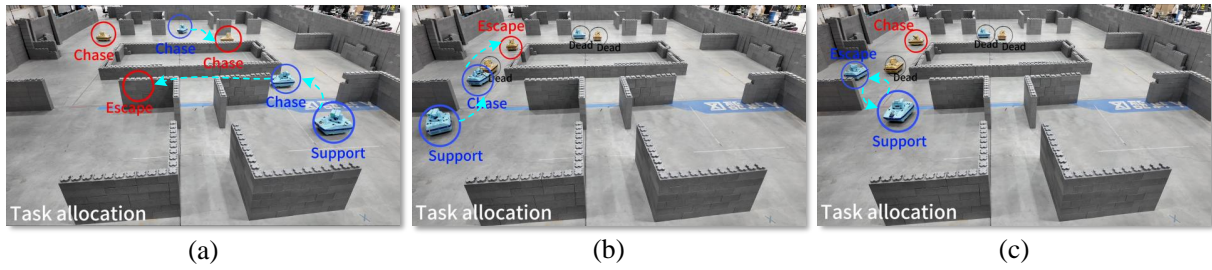 Chase
Chase
Chase
Escape
Chase
Support
Task allocation
(a)
Escape
Dead
Dead
Dead
Chase
Support
Task allocation
(b)
Chase
Dead
Dead
Escape
Dead
Support
Task allocation
(c)